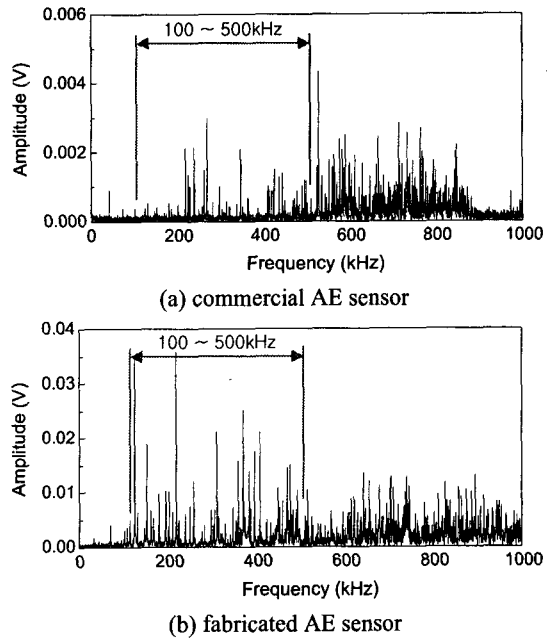 0.006
100 ~ 500kHz
0.004
0.002
0.000
Amplitude (V)
0 200 400 600 800 1000
Frequency (kHz)
(a) commercial AE sensor
0.04
100 ~ 500kHz
0.03
0.02
0.01
0.00
Amplitude (V)
0 200 400 600 800 1000
Frequency (kHz)
(b) fabricated AE sensor